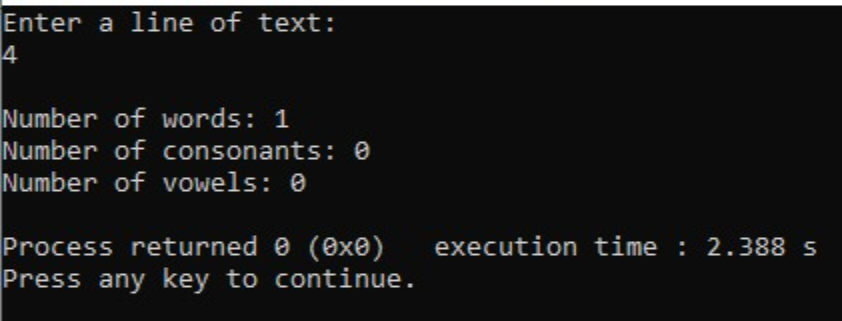 Enter a line of text:
4
Number of words: 1
Number of consonants: 0
Number of vowels: 0
Process returned 0 (0x0)   execution time : 2.388 s
Press any key to continue.